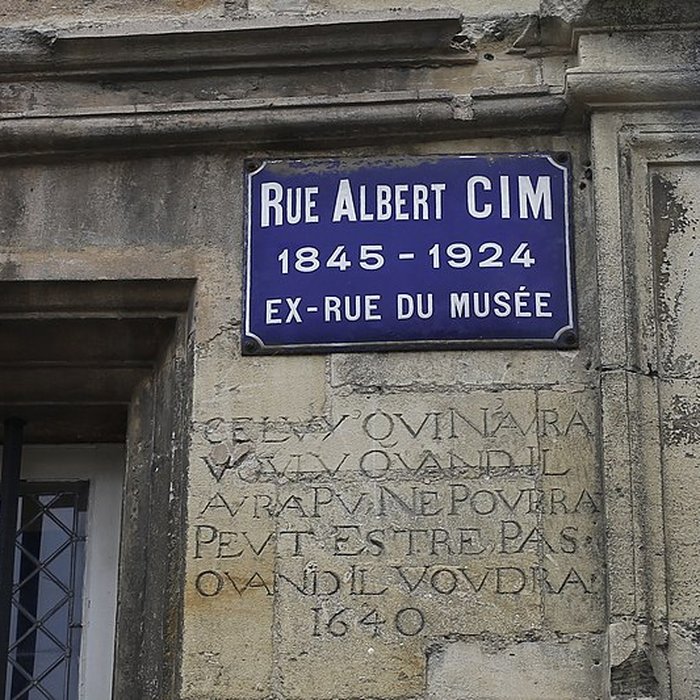 RUE ALBERT CIM
1845 - 1924
EX-RUE DU MUSÉE
CELVY QVI N'AVRA
VOVLV QVAND IL
AVRA PV, NE POVRRA
PEVT ESTRE PAS
QVAND IL VOVDRA
1640